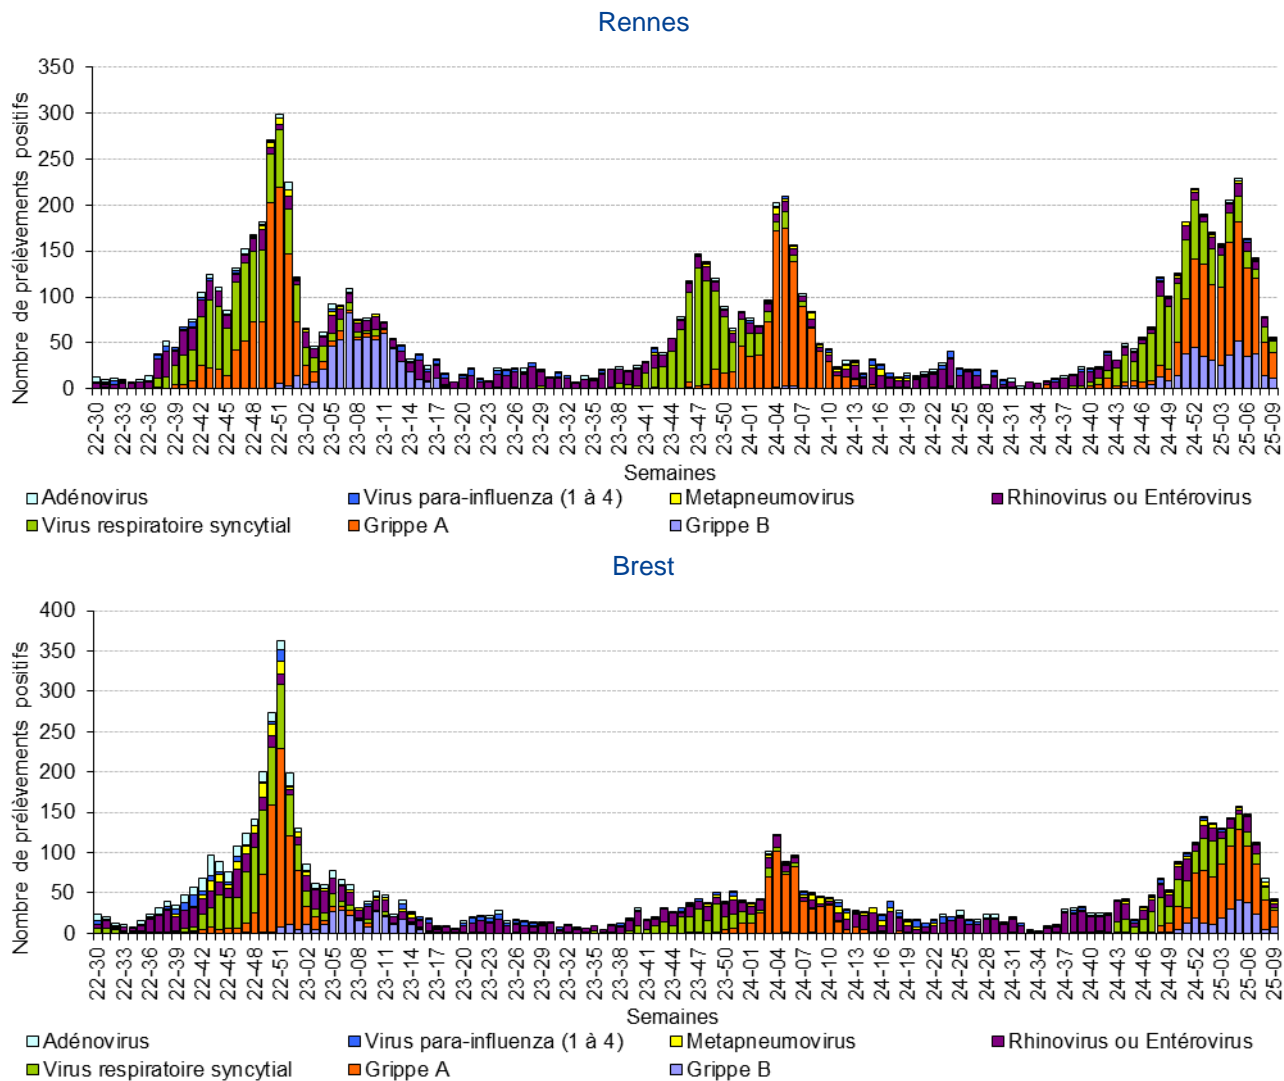 Rennes
Nombre de prélèvements positifs
350
300
250
200
150
100
50
0
22-30 22-33 22-36 22-39 22-42 22-45 22-48 22-51 23-02 23-05 23-08 23-11 23-14 23-17 23-20 23-23 23-26 23-29 23-32 23-35 23-38 23-41 23-44 23-47 23-50 24-01 24-04 24-07 24-10 24-13 24-16 24-19 24-22 24-25 24-28 24-31 24-34 24-37 24-40 24-43 24-46 24-49 24-52 25-03 25-06 25-09
Semaines
Adénovirus Virus para-influenza (1 à 4) Metapneumovirus Rhinovirus ou Entérovirus
Virus respiratoire syncytial Grippe A Grippe B
Brest
Nombre de prélèvements positifs
400
350
300
250
200
150
100
50
0
22-30 22-33 22-36 22-39 22-42 22-45 22-48 22-51 23-02 23-05 23-08 23-11 23-14 23-17 23-20 23-23 23-26 23-29 23-32 23-35 23-38 23-41 23-44 23-47 23-50 24-01 24-04 24-07 24-10 24-13 24-16 24-19 24-22 24-25 24-28 24-31 24-34 24-37 24-40 24-43 24-46 24-49 24-52 25-03 25-06 25-09
Semaines
Adénovirus Virus para-influenza (1 à 4) Metapneumovirus Rhinovirus ou Entérovirus
Virus respiratoire syncytial Grippe A Grippe B